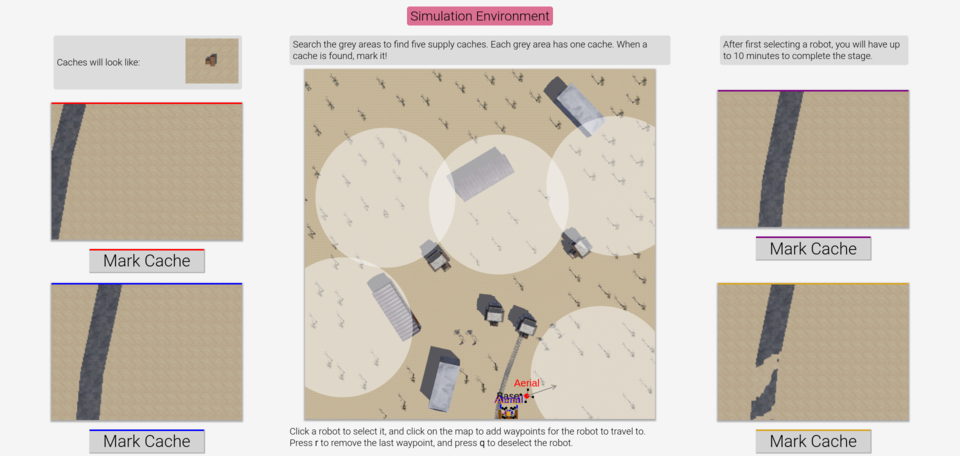 Simulation Environment
Caches will look like:
Search the grey areas to find five supply caches. Each grey area has one cache. When a
cache is found, mark it!
After first selecting a robot, you will have up
to 10 minutes to complete the stage.
Mark Cache
Mark Cache
Mark Cache
Mark Cache
Aerial
Base
Click a robot to select it, and click on the map to add waypoints for the robot to travel to.
Press r to remove the last waypoint, and press q to deselect the robot.